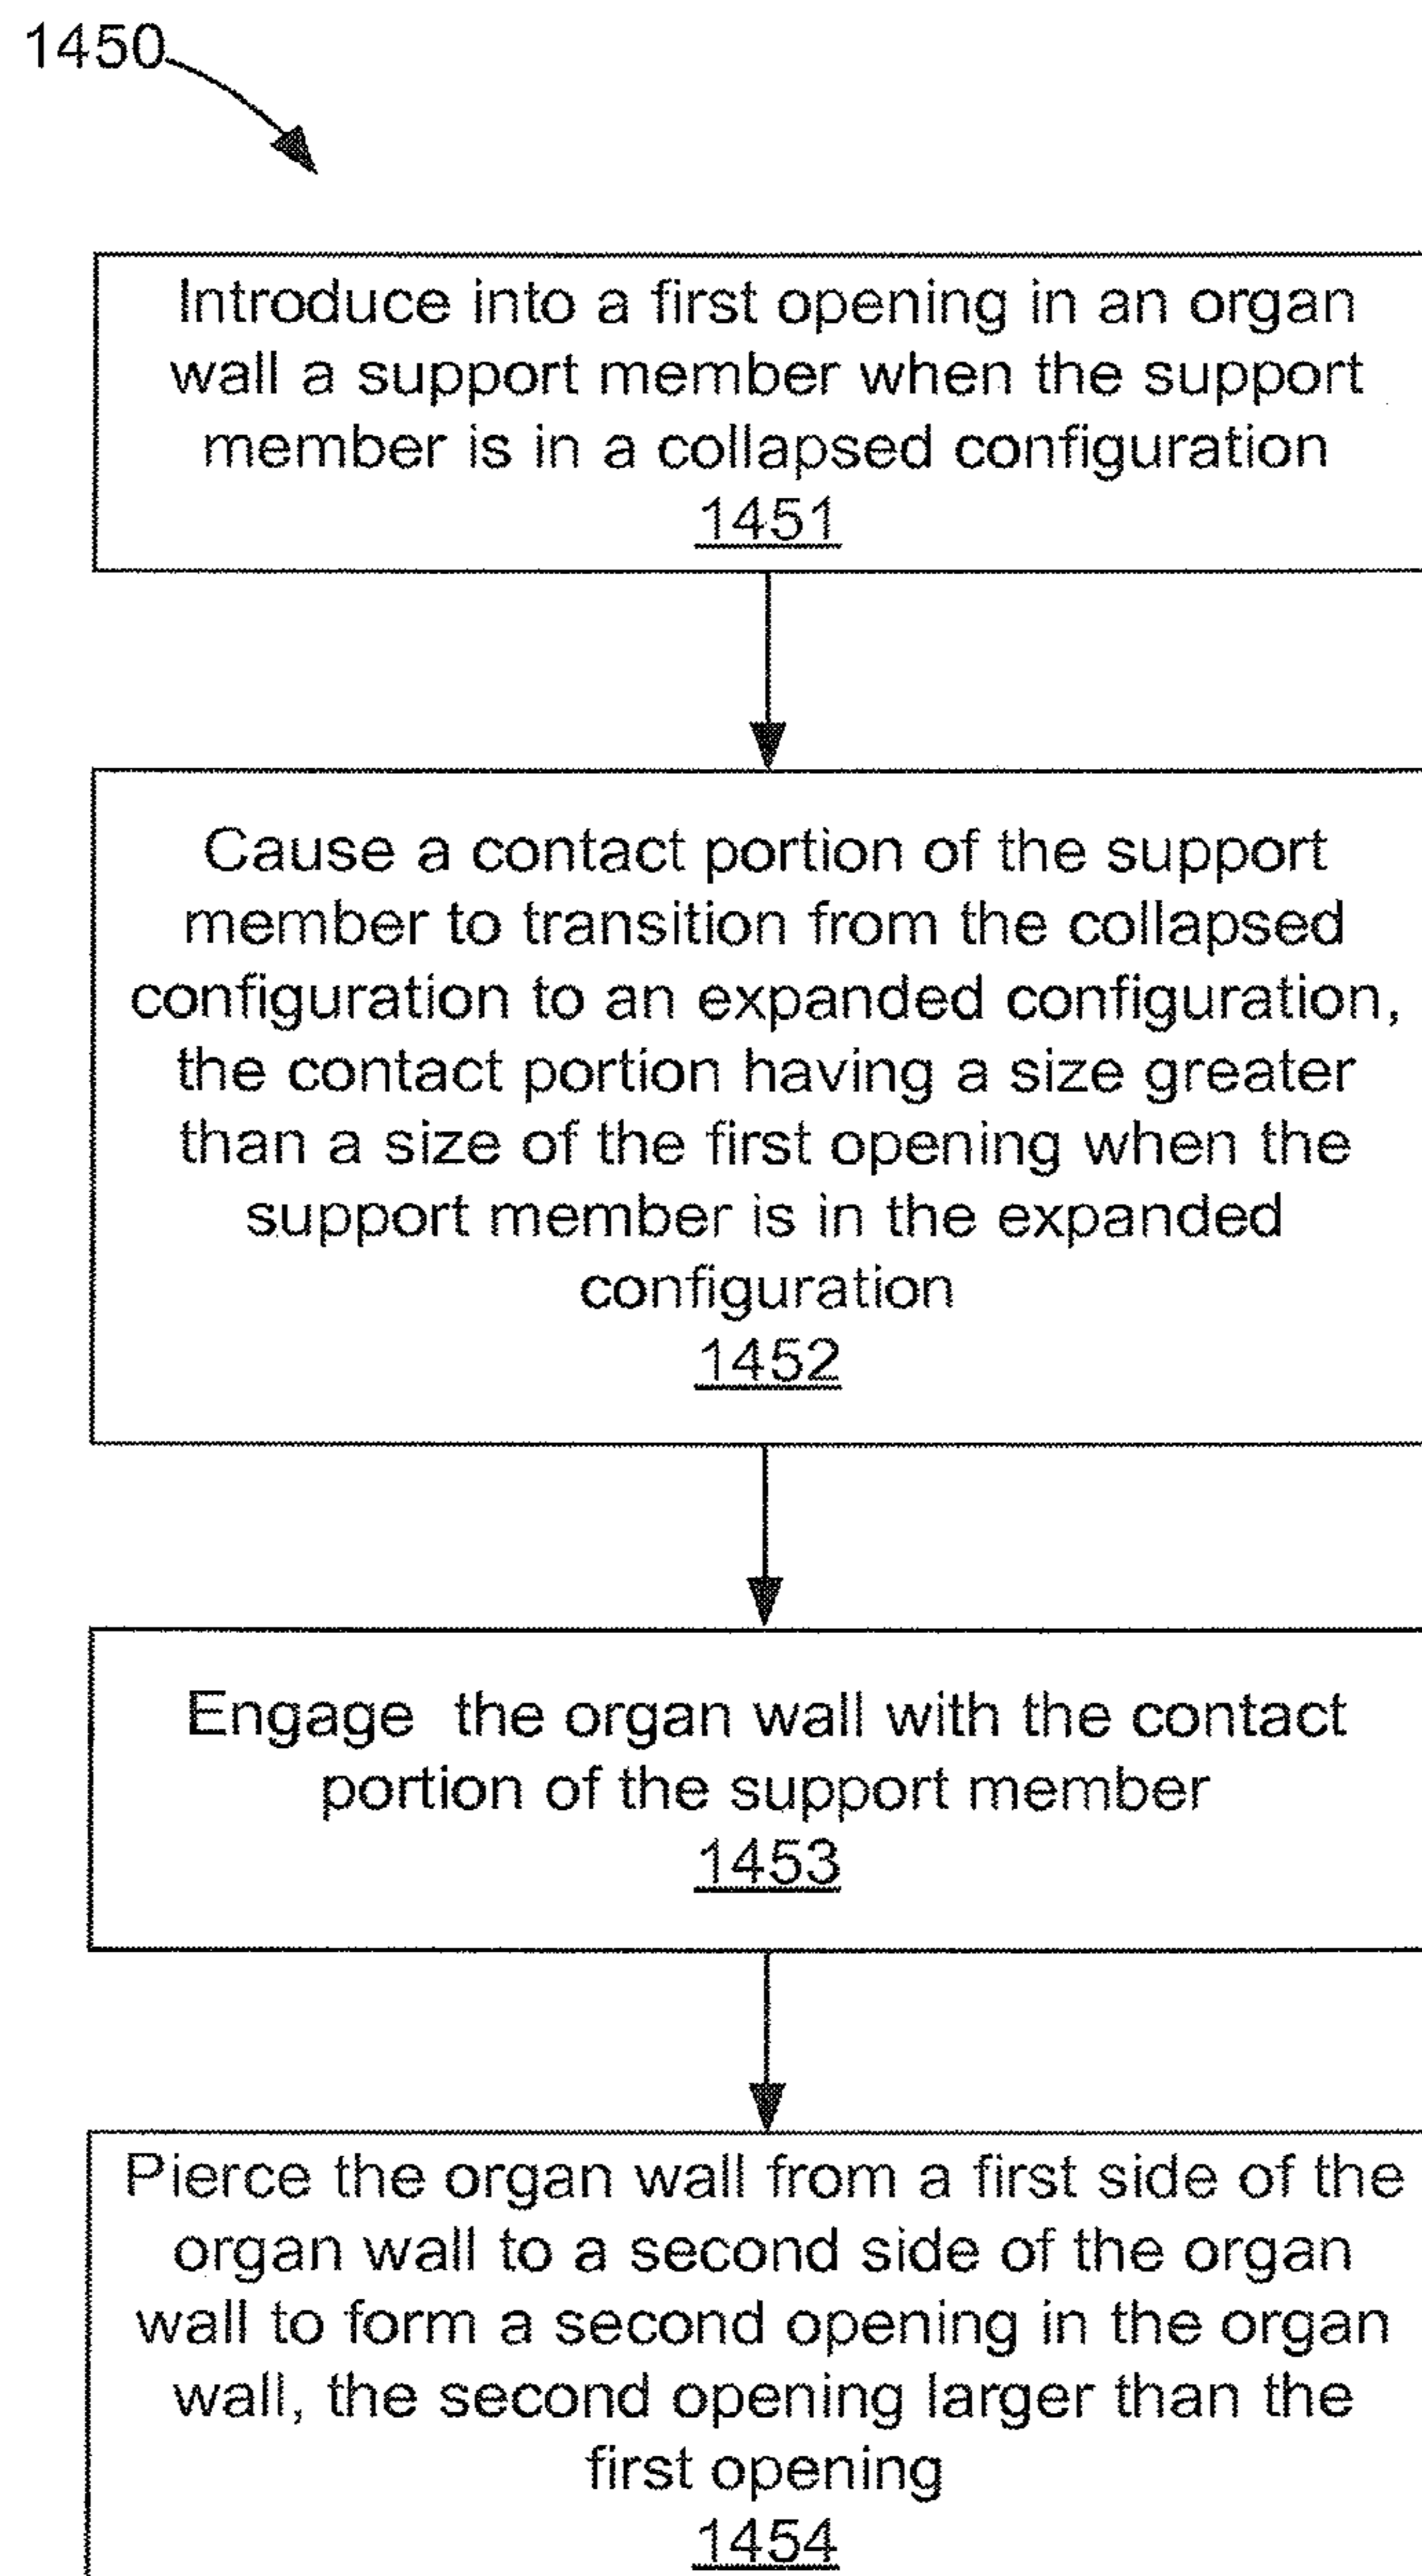 1450
Introduce into a first opening in an organ
wall a support member when the support
member is in a collapsed configuration
1451
Cause a contact portion of the support
member to transition from the collapsed
configuration to an expanded configuration,
the contact portion having a size greater
than a size of the first opening when the
support member is in the expanded
configuration
1452
Engage the organ wall with the contact
portion of the support member
1453
Pierce the organ wall from a first side of the
organ wall to a second side of the organ
wall to form a second opening in the organ
wall, the second opening larger than the
first opening
1454